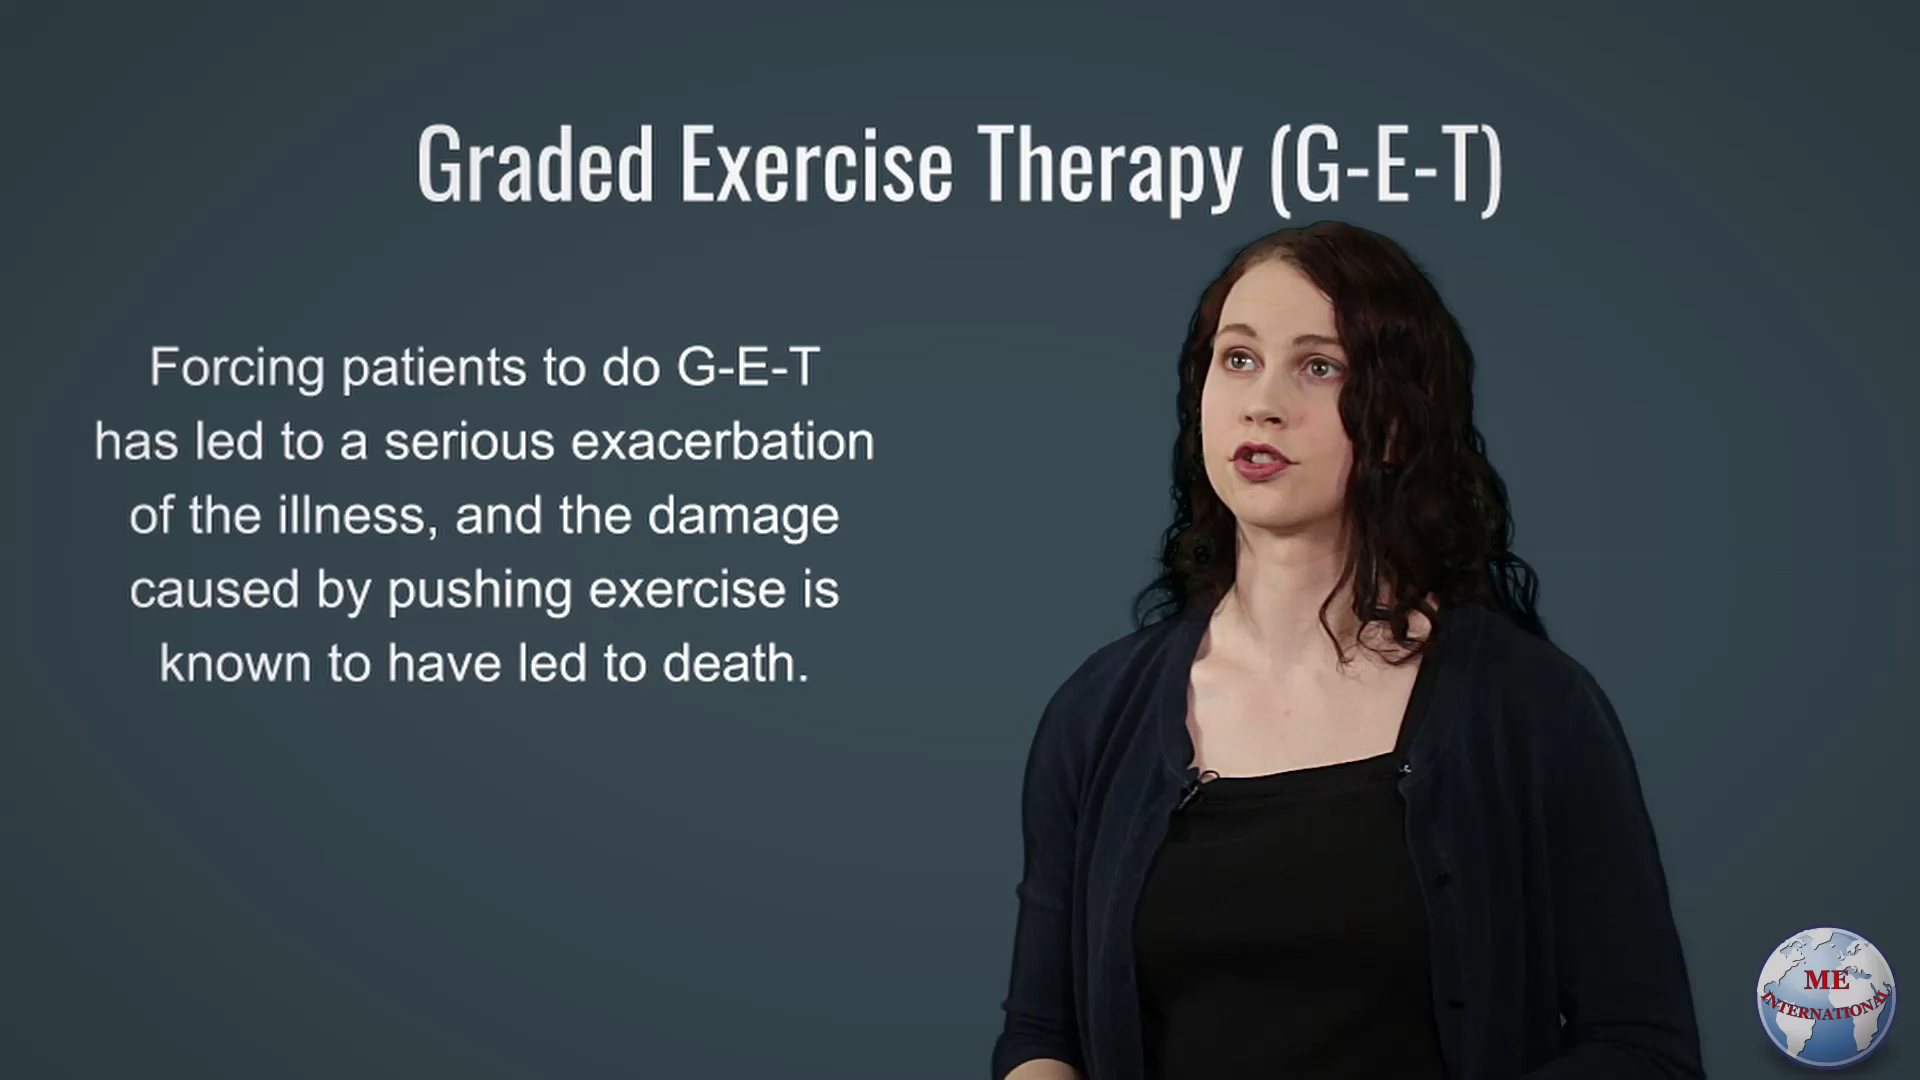 Graded Exercise Therapy (G-E-T)
Forcing patients to do G-E-T
has led to a serious exacerbation
of the illness, and the damage
caused by pushing exercise is
known to have led to death.
ME
INTERNATIONAL